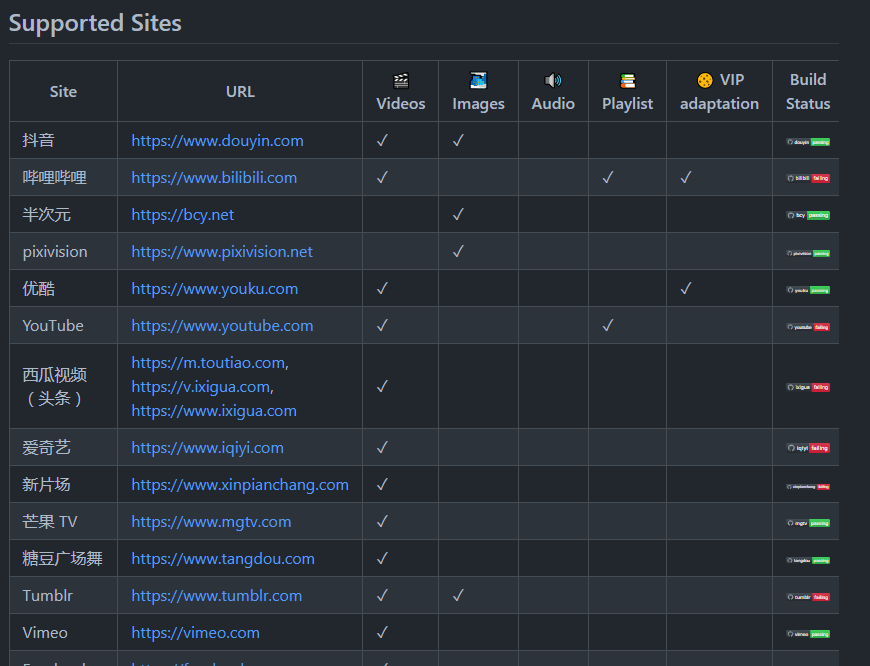 Supported Sites
Site URL Videos Images Audio Playlist VIP adaptation Build Status
抖音 https://www.douyin.com ✓ ✓ douyin passing
哔哩哔哩 https://www.bilibili.com ✓ ✓ ✓ bilibili failing
半次元 https://bcy.net ✓ bcy passing
pixivision https://www.pixivision.net ✓ pixivision passing
优酷 https://www.youku.com ✓ ✓ youku passing
YouTube https://www.youtube.com ✓ ✓ youtube failing
西瓜视频（头条） https://m.toutiao.com,
https://v.ixigua.com,
https://www.ixigua.com ✓ ixigua failing
爱奇艺 https://www.iqiyi.com ✓ iqiyi failing
新片场 https://www.xinpianchang.com ✓ xinpianchang failing
芒果 TV https://www.mgtv.com ✓ mgtv passing
糖豆广场舞 https://www.tangdou.com ✓ tangdou passing
Tumblr https://www.tumblr.com ✓ ✓ tumblr failing
Vimeo https://vimeo.com ✓ vimeo passing